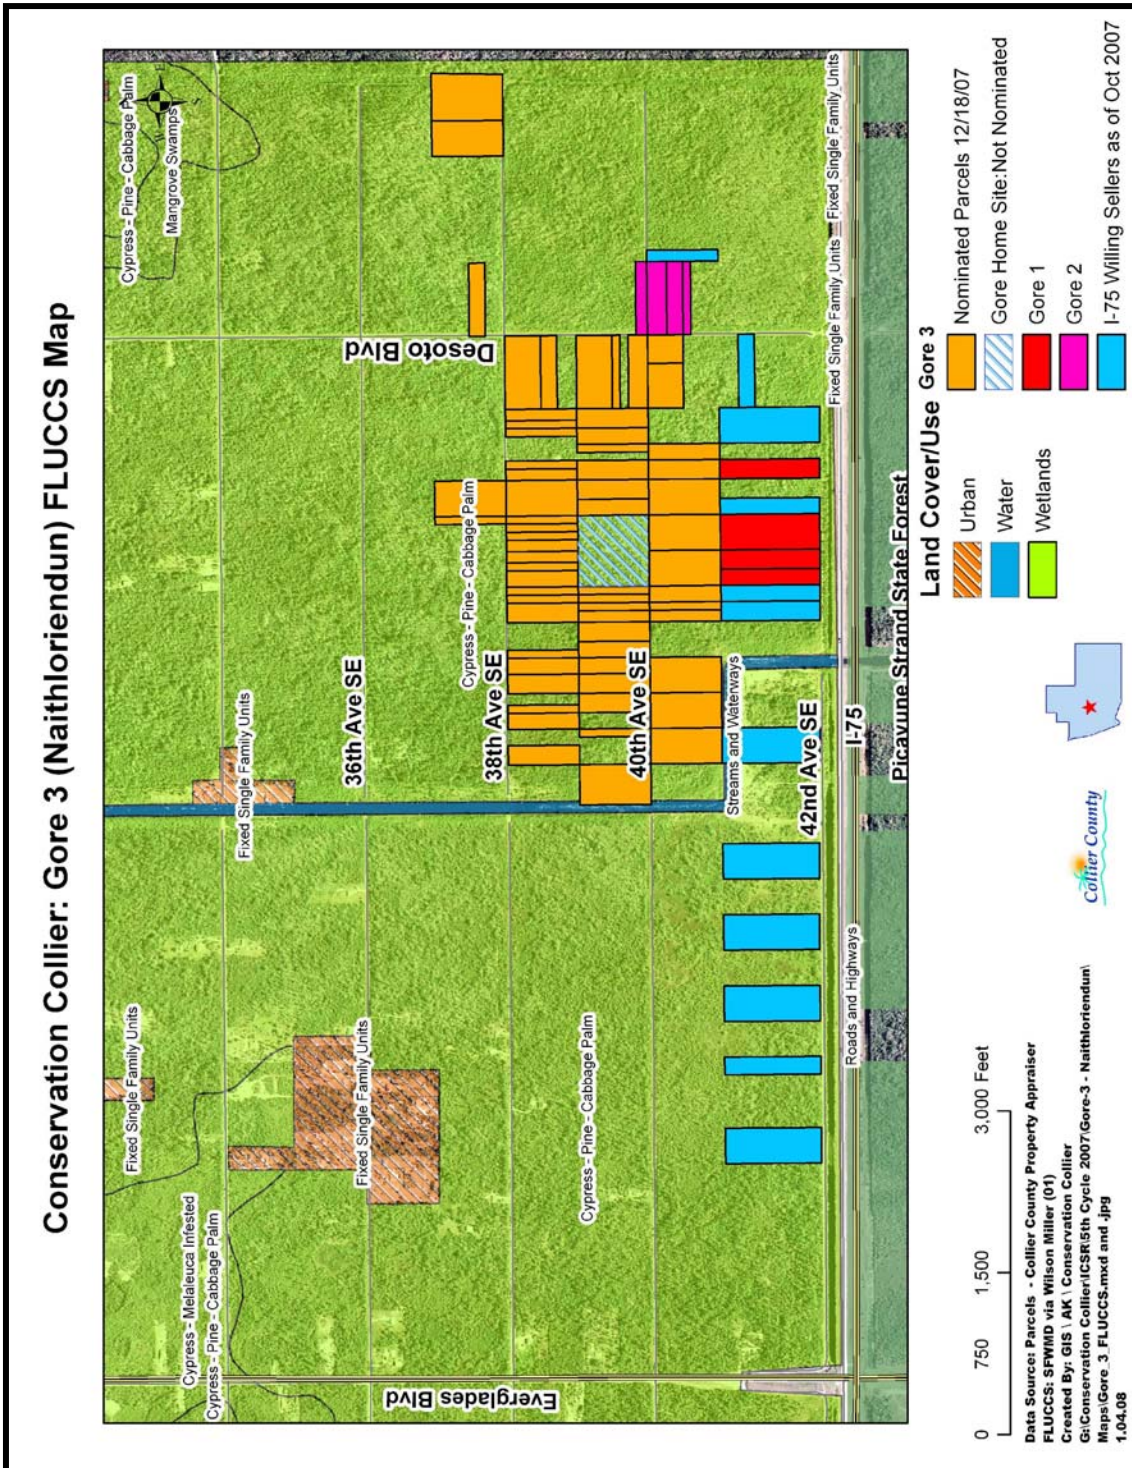 Conservation Collier: Gore 3 (Naithloriendun) FLUCCS Map
Cypress - Melaleuca Infested
Cypress - Pine - Cabbage Palm
Fixed Single Family Units
Fixed Single Family Units
Fixed Single Family Units
Cypress - Pine - Cabbage Palm
Mangrove Swamps
N
E
S
W
36th Ave SE
Desoto Blvd
Cypress - Pine - Cabbage Palm
38th Ave SE
Everglades Blvd
Cypress - Pine - Cabbage Palm
40th Ave SE
Streams and Waterways
42nd Ave SE
Fixed Single Family Units
Fixed Single Family Units
Roads and Highways
I-75
Picayune Strand State Forest
0
750
1,500
3,000 Feet
Data Source: Parcels - Collier County Property Appraiser
FLUCCS: SFWMD via Wilson Miller (01)
Created By: GIS \ AK \ Conservation Collier
G:\Conservation Collier\ICSR\5th Cycle 2007\Gore-3 - Naithloriendun\
Maps\Gore_3_FLUCCS.mxd and .jpg
1.04.08
Collier County
Land Cover/Use
Urban
Water
Wetlands
Gore 3
Nominated Parcels 12/18/07
Gore Home Site:Not Nominated
Gore 1
Gore 2
I-75 Willing Sellers as of Oct 2007